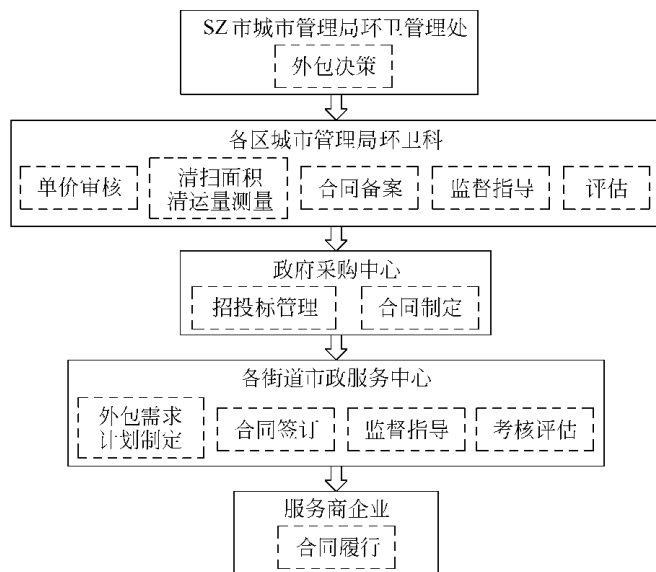 SZ市城市管理局环卫管理处
外包决策
各区城市管理局环卫科
单价审核
清扫面积
清运量测量
合同备案
监督指导
评估
政府采购中心
招投标管理
合同制定
各街道市政服务中心
外包需求
计划制定
合同签订
监督指导
考核评估
服务商企业
合同履行